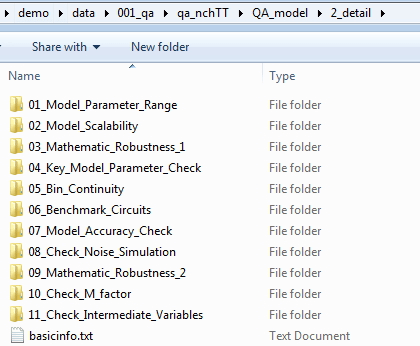 demo ▸ data ▸ 001_qa ▸ qa_nchTT ▸ QA_model ▸ 2_detail ▸
Share with ▾ New folder
Name Type
01_Model_Parameter_Range File folder
02_Model_Scalability File folder
03_Mathematic_Robustness_1 File folder
04_Key_Model_Parameter_Check File folder
05_Bin_Continuity File folder
06_Benchmark_Circuits File folder
07_Model_Accuracy_Check File folder
08_Check_Noise_Simulation File folder
09_Mathematic_Robustness_2 File folder
10_Check_M_factor File folder
11_Check_Intermediate_Variables File folder
basicinfo.txt Text Document